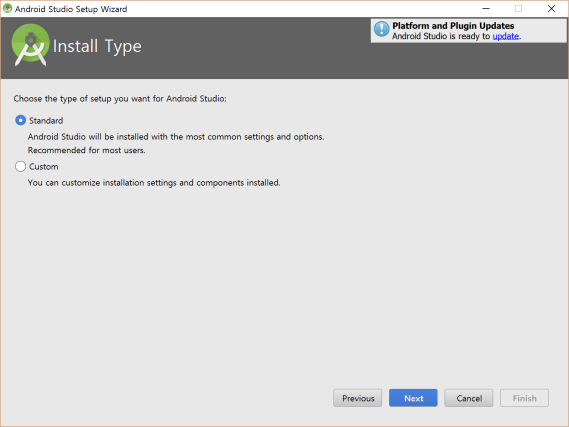 Android Studio Setup Wizard
Platform and Plugin Updates
Android Studio is ready to update.
Install Type
Choose the type of setup you want for Android Studio:
Standard
Android Studio will be installed with the most common settings and options.
Recommended for most users.
Custom
You can customize installation settings and components installed.
Previous
Next
Cancel
Finish